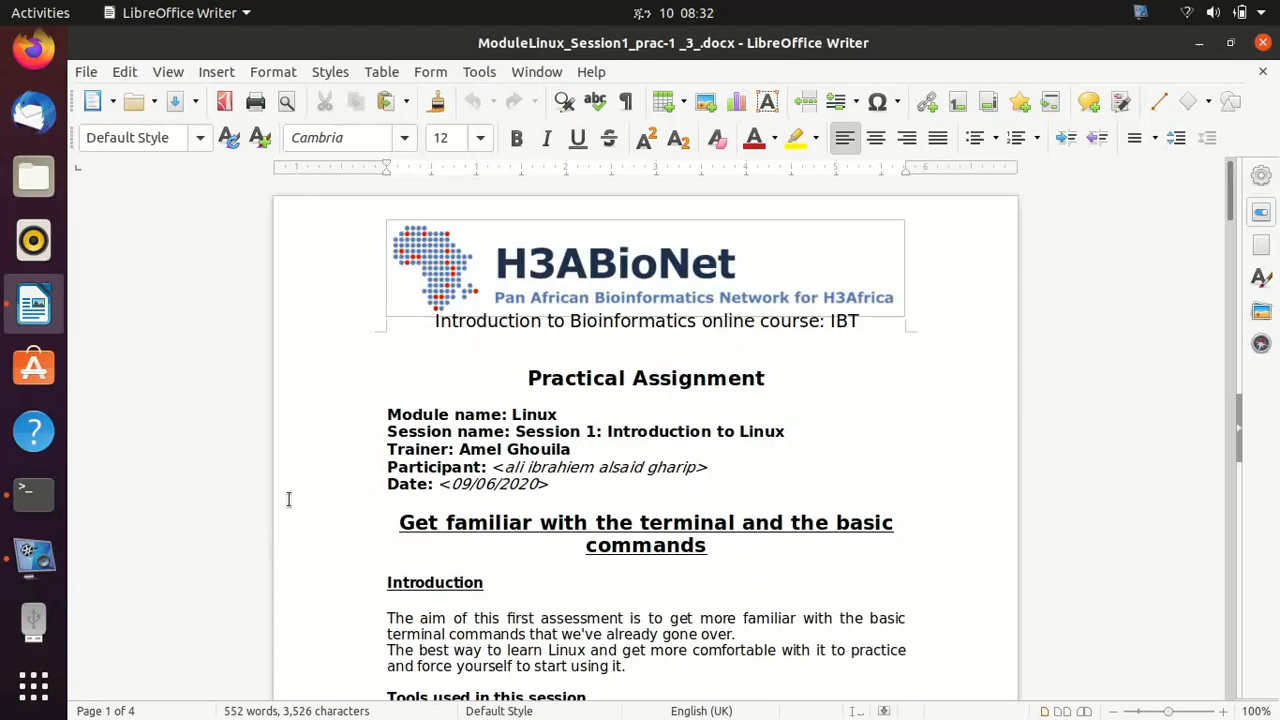 Activities LibreOffice Writer 10 08:32
ModuleLinux_Session1_prac-1 _3_.docx - LibreOffice Writer
File Edit View Insert Format Styles Table Form Tools Window Help
Default Style Cambria 12
1 1 2 3 4 5 6
H3ABioNet
Pan African Bioinformatics Network for H3Africa
Introduction to Bioinformatics online course: IBT
Practical Assignment
Module name: Linux
Session name: Session 1: Introduction to Linux
Trainer: Amel Ghouila
Participant: <ali ibrahiem alsaid gharip>
Date: <09/06/2020>
Get familiar with the terminal and the basic
commands
Introduction
The aim of this first assessment is to get more familiar with the basic
terminal commands that we've already gone over.
The best way to learn Linux and get more comfortable with it to practice
and force yourself to start using it.
Tools used in this session
Page 1 of 4 552 words, 3,526 characters Default Style English (UK) 100%